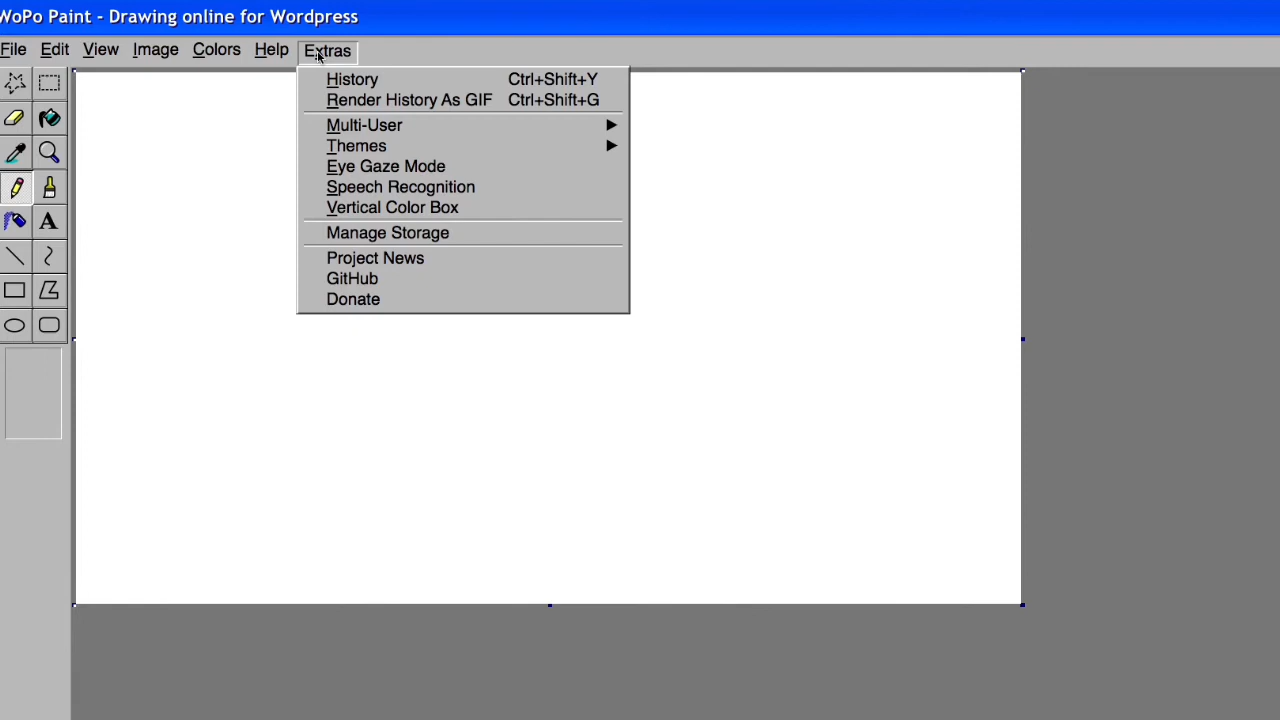 WoPo Paint - Drawing online for Wordpress
File Edit View Image Colors Help Extras
History Ctrl+Shift+Y
Render History As GIF Ctrl+Shift+G
Multi-User
Themes
Eye Gaze Mode
Speech Recognition
Vertical Color Box
Manage Storage
Project News
GitHub
Donate
A